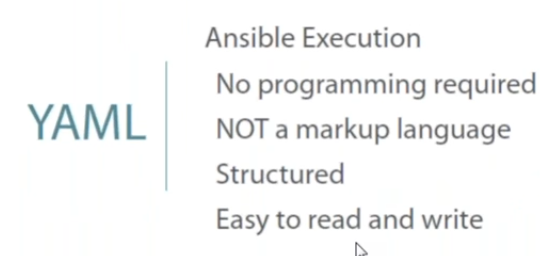 Ansible Execution
No programming required
YAML
NOT a markup language
Structured
Easy to read and write